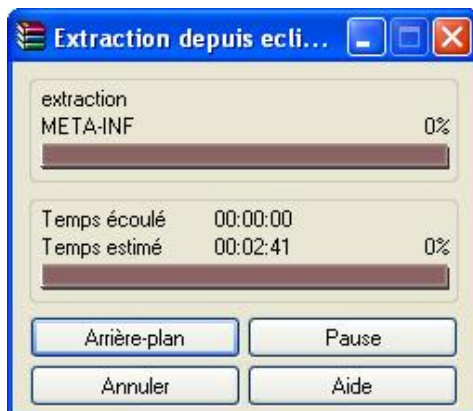 Extraction depuis ecli...
extraction
META-INF 0%
Temps écoulé 00:00:00
Temps estimé 00:02:41 0%
Arrière-plan Pause
Annuler Aide